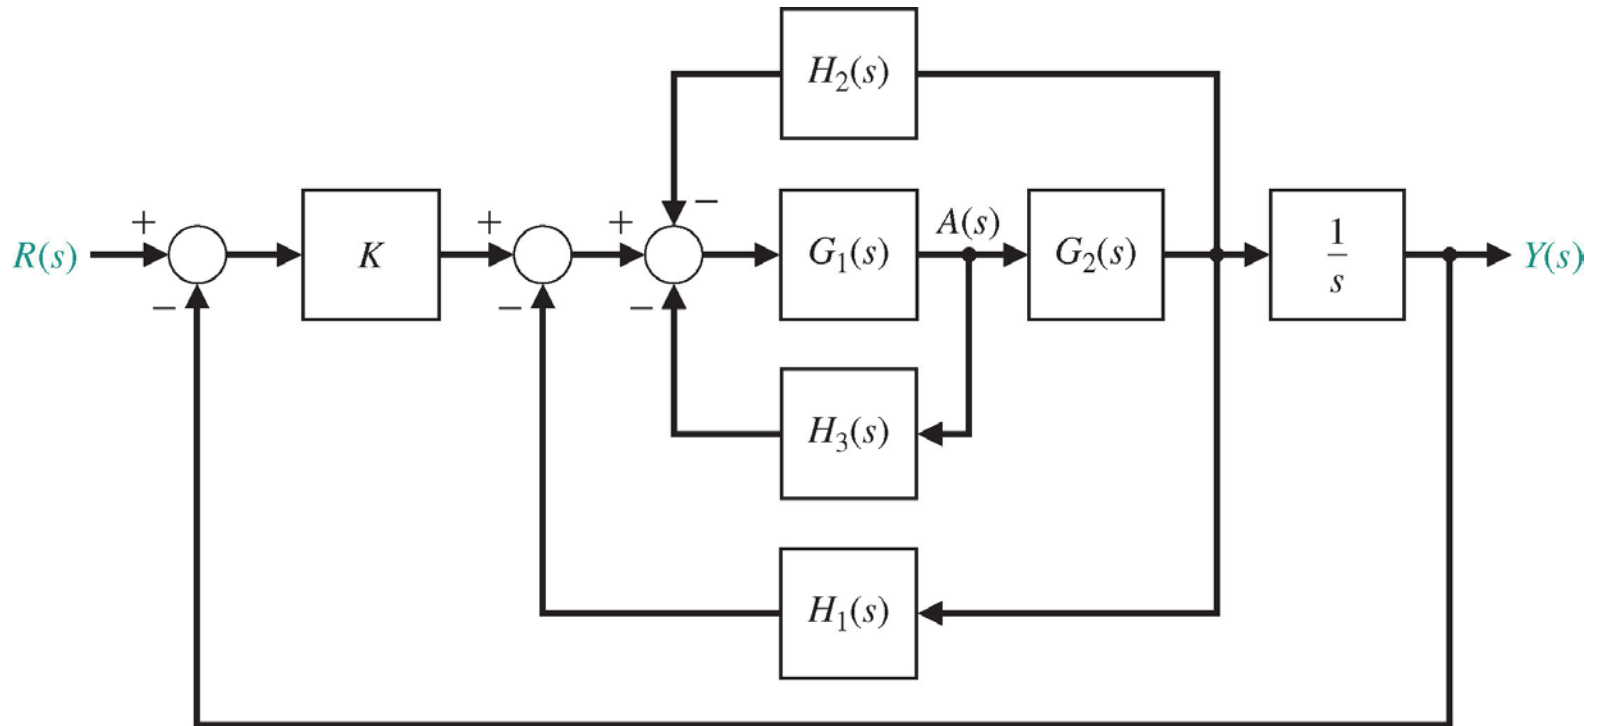 H₂(s)
+
−
R(s)
K
+
−
+
−
−
G₁(s)
A(s)
G₂(s)
1
s
Y(s)
H₃(s)
H₁(s)